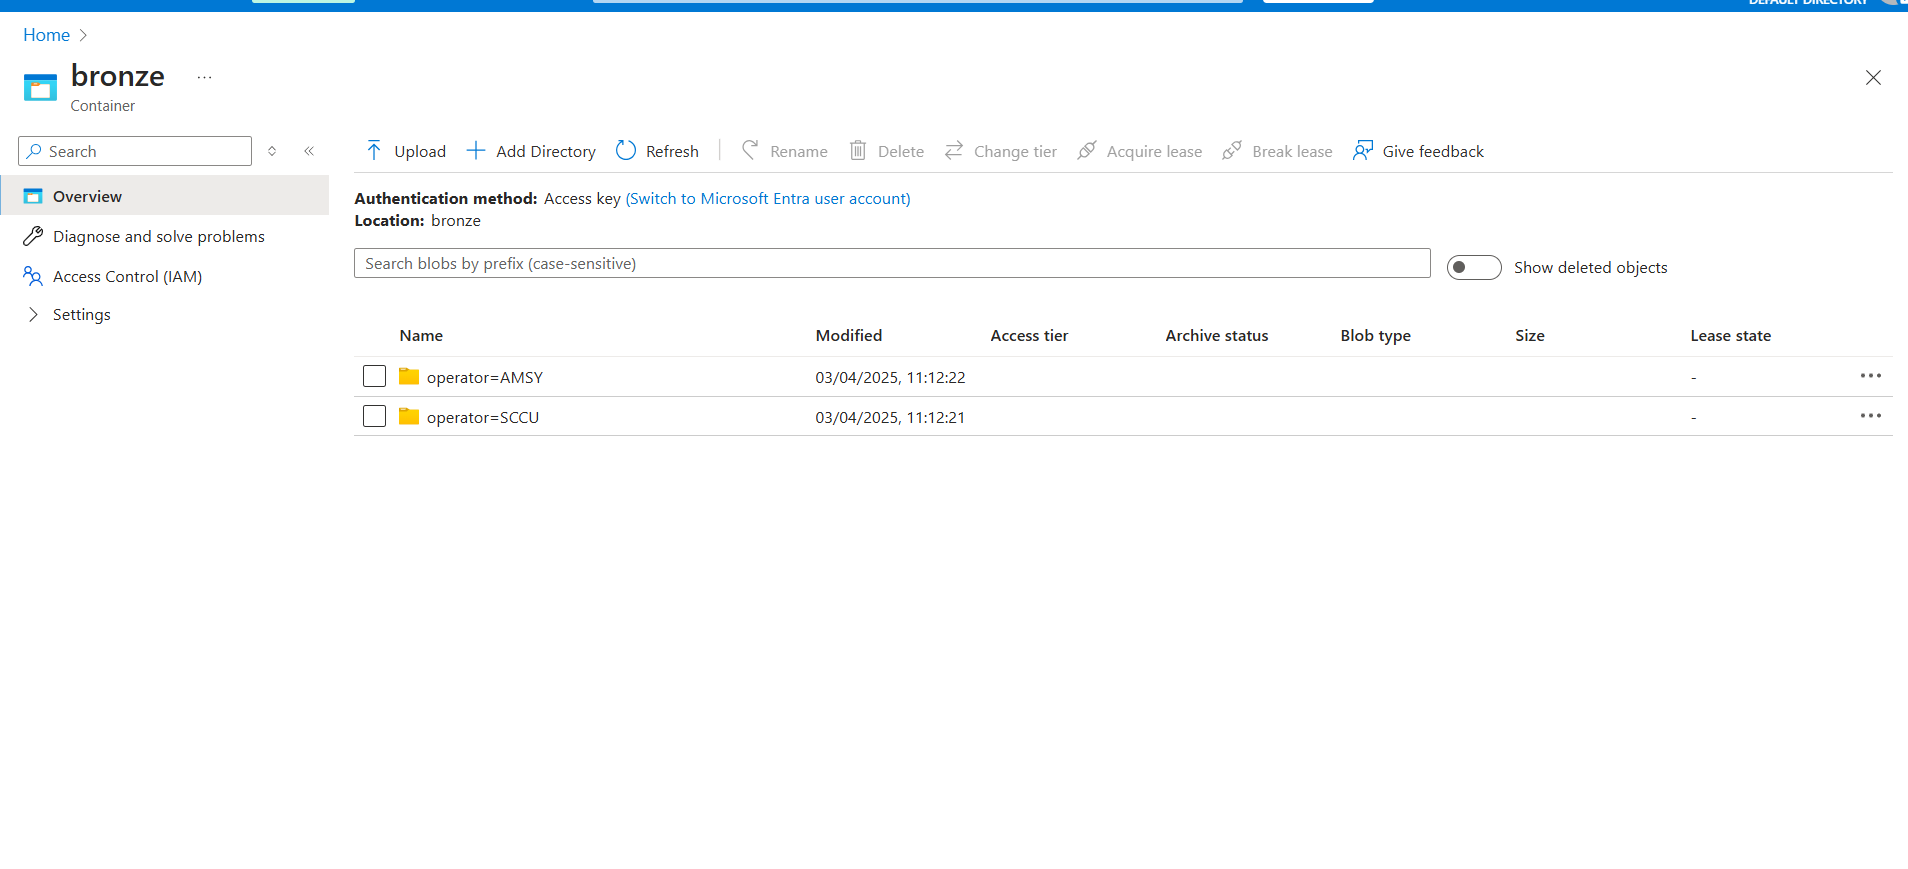 DEFAULT DIRECTORY
Home
bronze
...
Container
Search
Upload
Add Directory
Refresh
Rename
Delete
Change tier
Acquire lease
Break lease
Give feedback
Overview
Diagnose and solve problems
Access Control (IAM)
Settings
Authentication method: Access key (Switch to Microsoft Entra user account)
Location: bronze
Search blobs by prefix (case-sensitive)
Show deleted objects
Name Modified Access tier Archive status Blob type Size Lease state
operator=AMSY 03/04/2025, 11:12:22 -
operator=SCCU 03/04/2025, 11:12:21 -